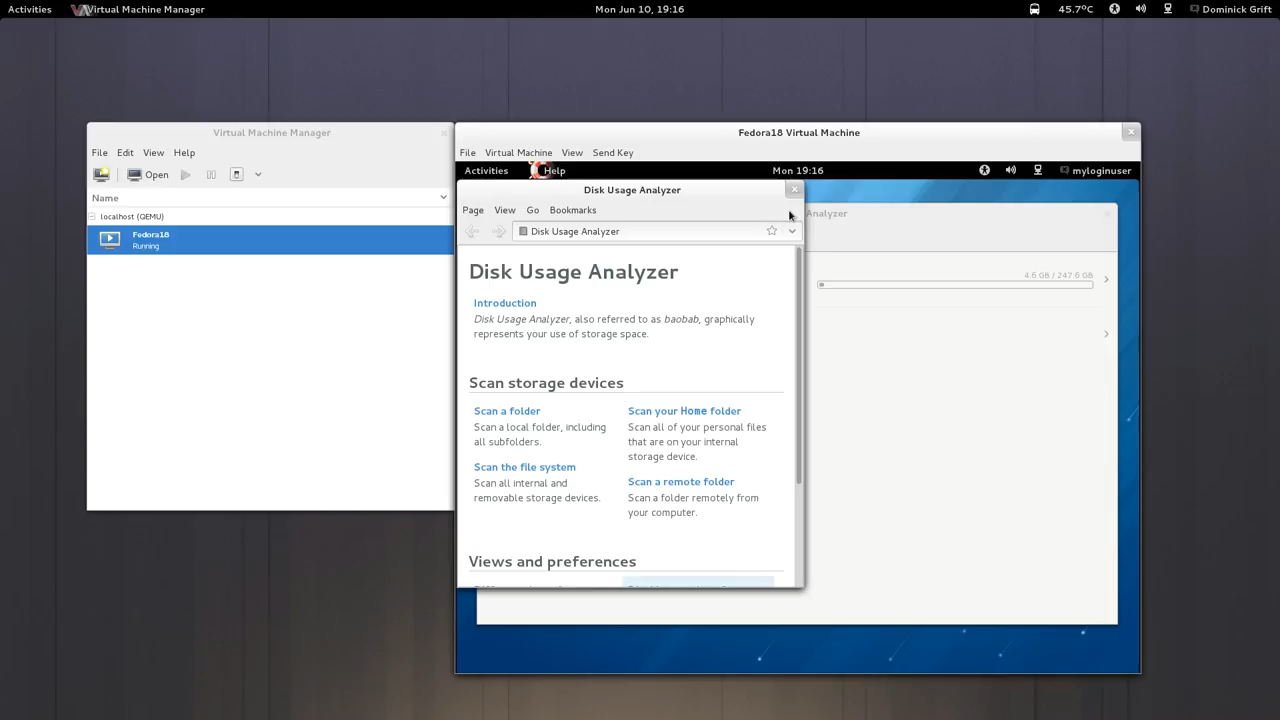 Activities Virtual Machine Manager Mon Jun 10, 19:16 45.7ºC Dominick Grift
Virtual Machine Manager
File Edit View Help
Open
Name
localhost (QEMU)
Fedora18
Running
Fedora18 Virtual Machine
File Virtual Machine View Send Key
Activities Help Mon 19:16 myloginuser
Disk Usage Analyzer
Page View Go Bookmarks
Disk Usage Analyzer
Disk Usage Analyzer
Introduction
Disk Usage Analyzer, also referred to as baobab, graphically
represents your use of storage space.
Scan storage devices
Scan a folder
Scan a local folder, including
all subfolders.
Scan the file system
Scan all internal and
removable storage devices.
Scan your Home folder
Scan all of your personal files
that are on your internal
storage device.
Scan a remote folder
Scan a folder remotely from
your computer.
Views and preferences
Analyzer
4.6 GB / 247.6 GB